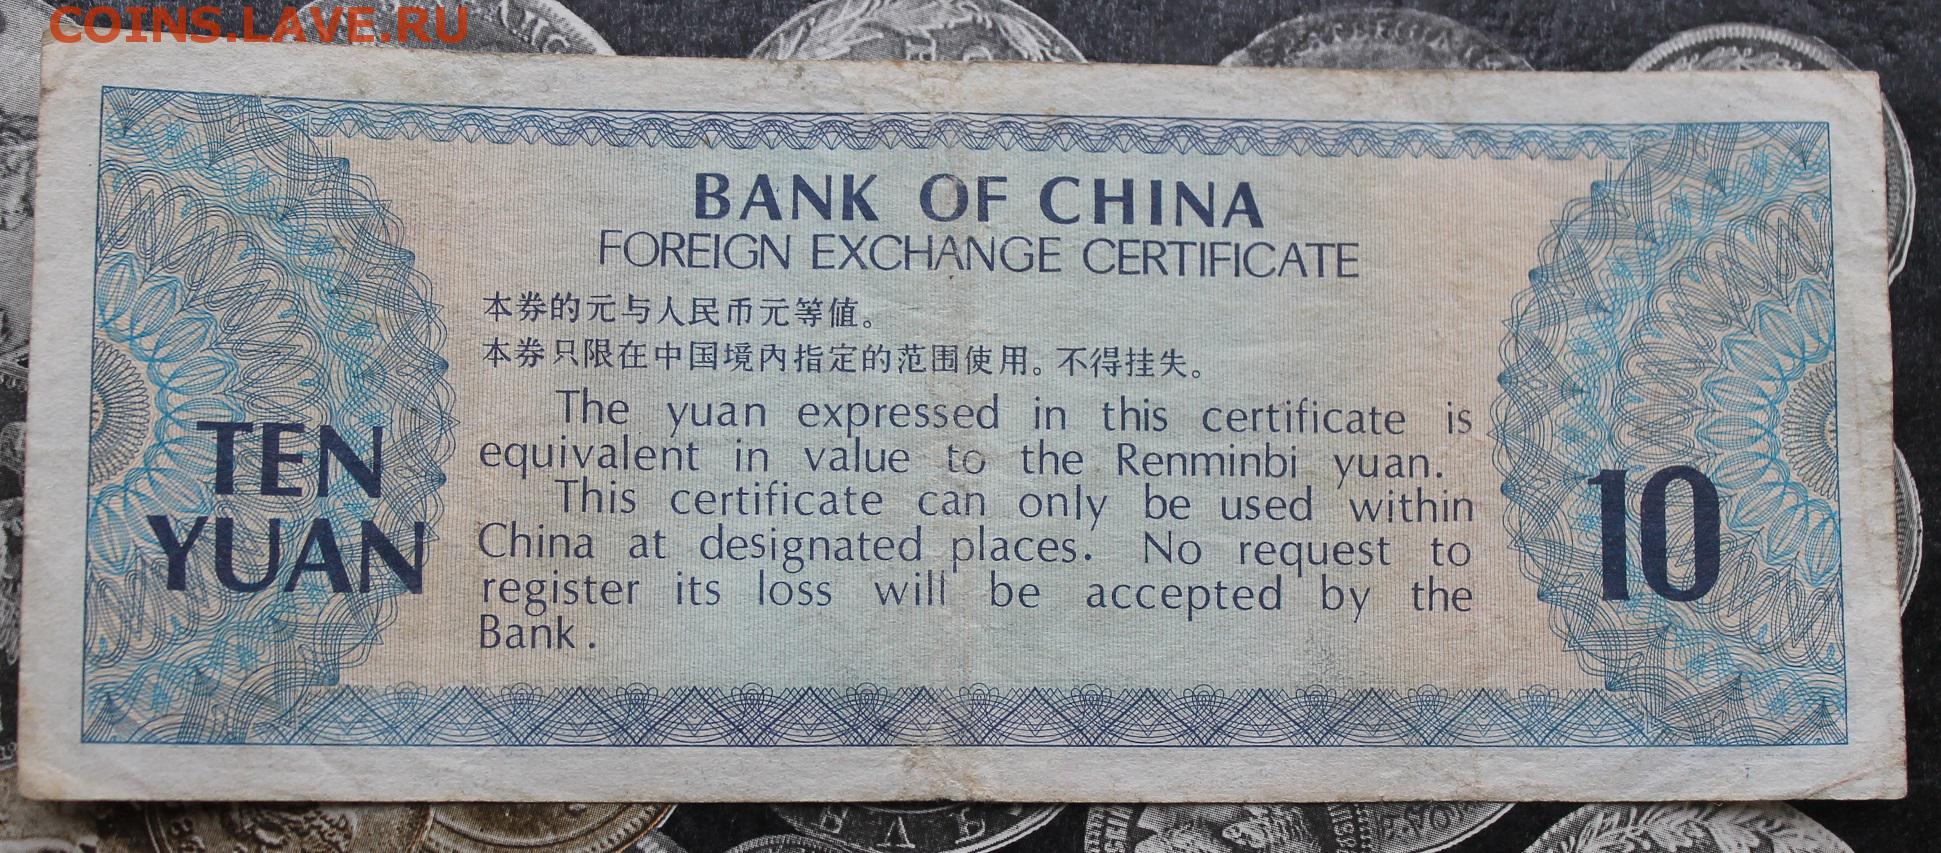 COINS.LAVE.RU
BANK OF CHINA
FOREIGN EXCHANGE CERTIFICATE
本券的元与人民币元等值。
本券只限在中国境内指定的范围使用。不得挂失。
The yuan expressed in this certificate is
equivalent in value to the Renminbi yuan.
This certificate can only be used within
China at designated places. No request to
register its loss will be accepted by the
Bank.
TEN
YUAN
10